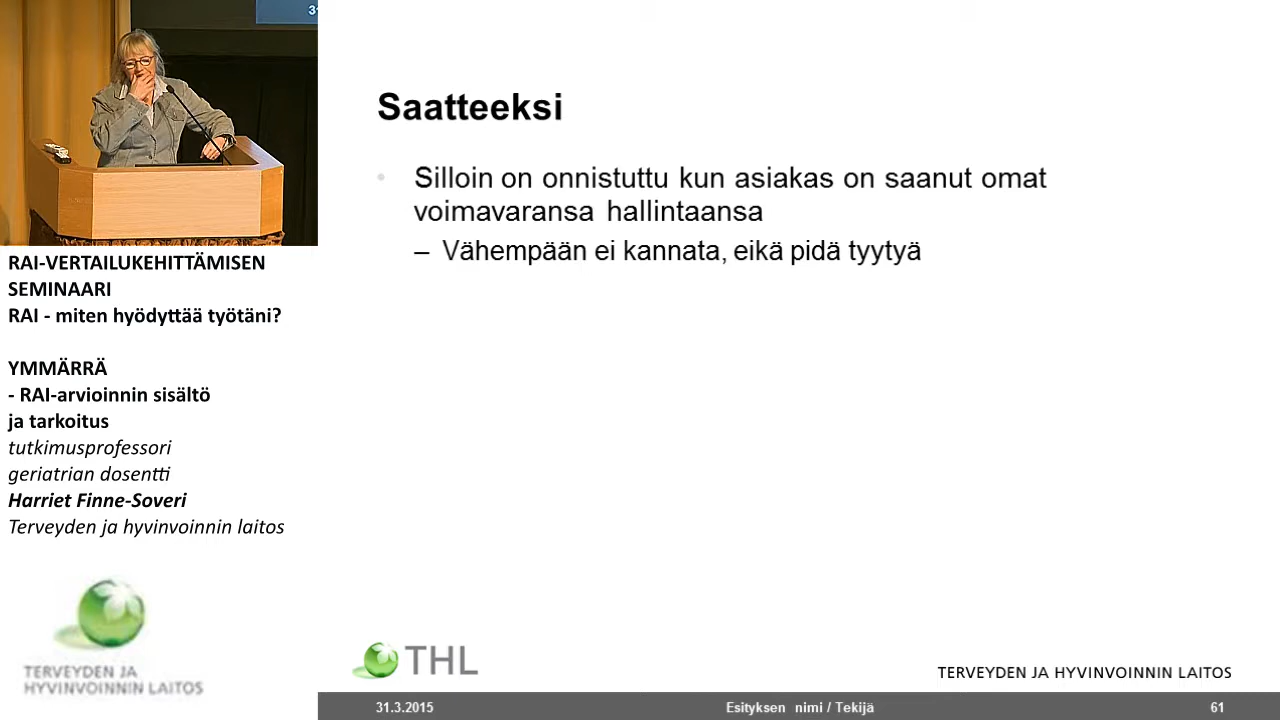 RAI-VERTAILUKEHITTÄMISEN
SEMINAARI
RAI - miten hyödyttää työtäni?
YMMÄRRÄ
- RAI-arvioinnin sisältö
ja tarkoitus
tutkimusprofessori
geriatrian dosentti
Harriet Finne-Soveri
Terveyden ja hyvinvoinnin laitos
TERVEYDEN JA
HYVINVOINNIN LAITOS
Saatteeksi
• Silloin on onnistuttu kun asiakas on saanut omat
voimavaransa hallintaansa
– Vähempään ei kannata, eikä pidä tyytyä
THL
TERVEYDEN JA HYVINVOINNIN LAITOS
31.3.2015
Esityksen nimi / Tekijä
61